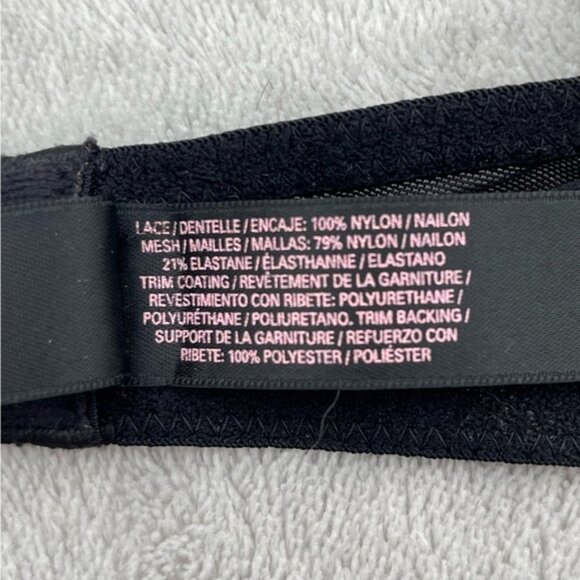 LACE / DENTELLE / ENCAJE: 100% NYLON / NAILON
MESH / MAILLES / MALLAS: 79% NYLON / NAILON
21% ELASTANE / ÉLASTHANNE / ELASTANO
TRIM COATING / REVÊTEMENT DE LA GARNITURE /
REVESTIMIENTO CON RIBETE: POLYURETHANE /
POLYURÉTHANE / POLIURETANO. TRIM BACKING /
SUPPORT DE LA GARNITURE / REFUERZO CON
RIBETE: 100% POLYESTER / POLIÉSTER